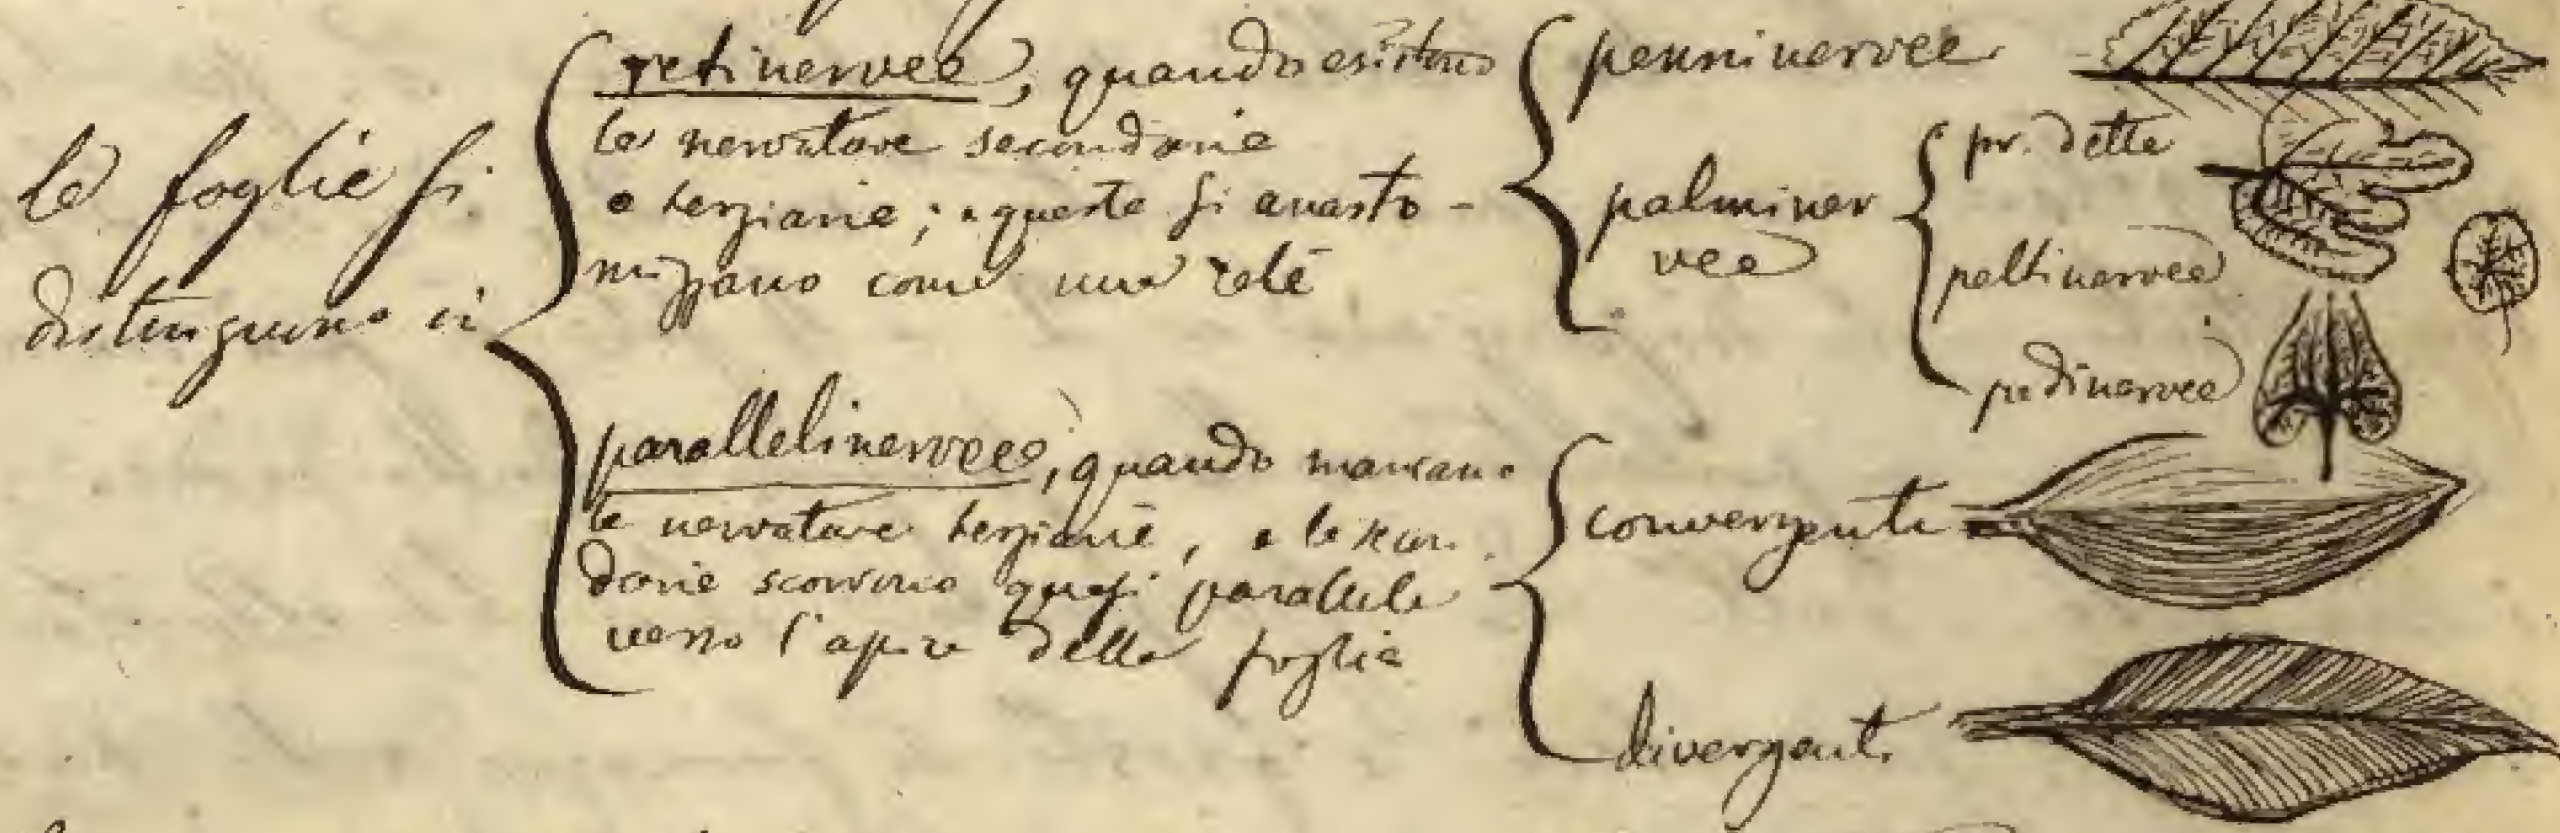 le foglie si
distinguono in
retinervee, quando esistono
le nervature secondarie
e terziarie; e queste si anasto-
mizzano come una rete
penninervee
palminer
vee
pr. dette
peltinervee
pedinervee
parallelinervee, quando mancano
le nervature terziarie, e le secon
darie scorrono quasi parallele
verso l'apice della foglia
convergenti
divergenti